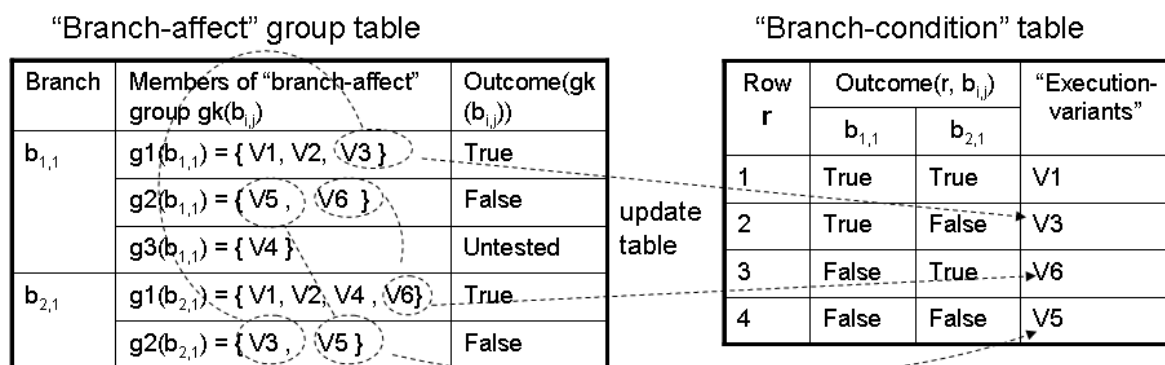 “Branch-affect” group table
Branch
Members of “branch-affect”
group gk(b i,j)
Outcome(gk
(b i,j))
b1,1
g1(b1,1) = { V1, V2, V3 }
True
g2(b1,1) = { V5 , V6 }
False
g3(b1,1) = { V4 }
Untested
b2,1
g1(b2,1) = { V1, V2, V4 , V6}
True
g2(b2,1) = { V3 , V5 }
False
update
table
“Branch-condition” table
Row
r
Outcome(r, b i,j)
“Execution-
variants”
b1,1
b2,1
1 True True V1
2 True False V3
3 False True V6
4 False False V5